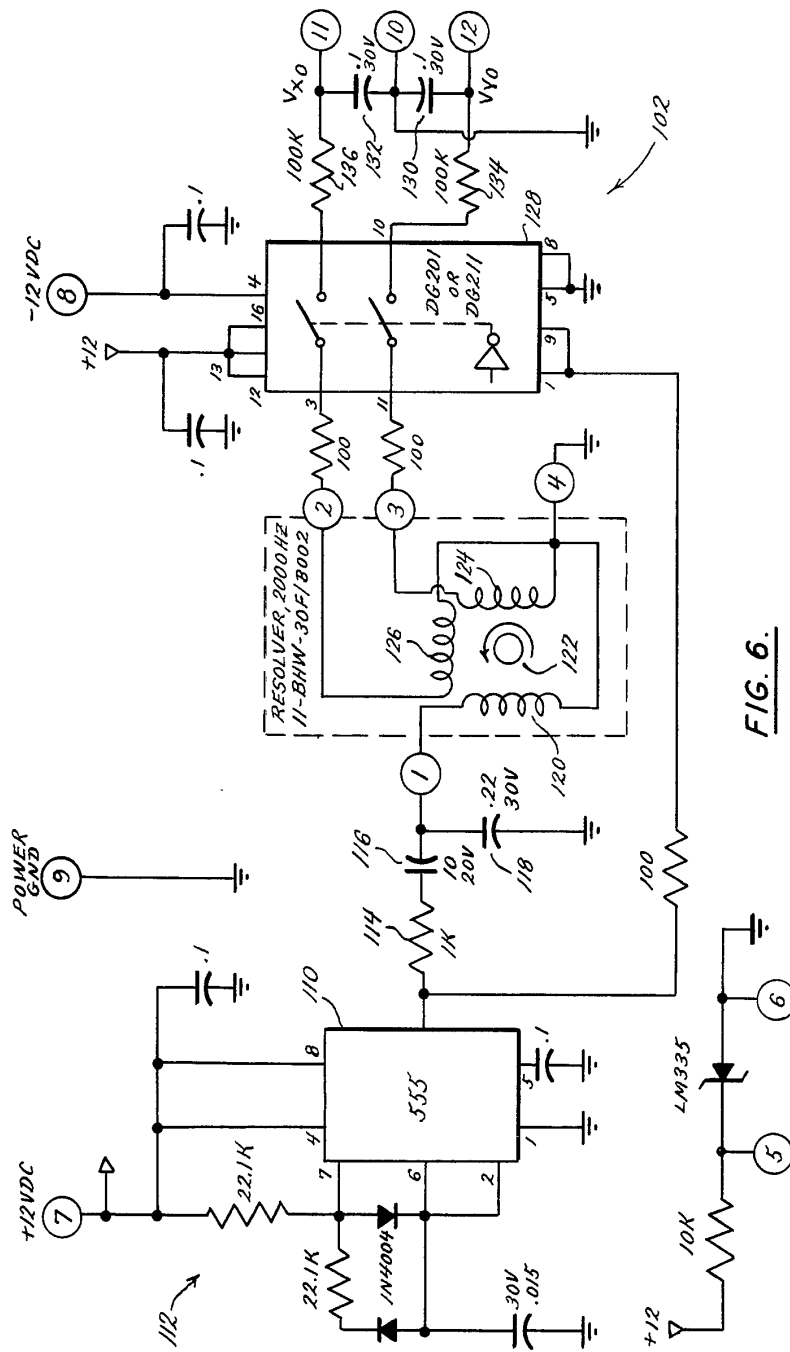 POWER
GND
9
+12VDC
7
112
22.1K
22.1K
1N4004
30V
.015
7
6
2
4
8
555
110
1
5
.1
.1
114
1K
116
10
20V
.22
30V
118
1
RESOLVER, 2000HZ
11-BHW-30F/8002
126
124
122
120
2
3
4
100
100
-12VDC
8
+12
.1
.1
13
12
16
4
3
11
DG201
OR
DG211
10
1
9
5
8
128
100K
136
100K
134
VXO
VYO
.1
30V
132
.1
30V
130
11
10
12
102
100
+12
10K
5
LM335
6
FIG. 6.